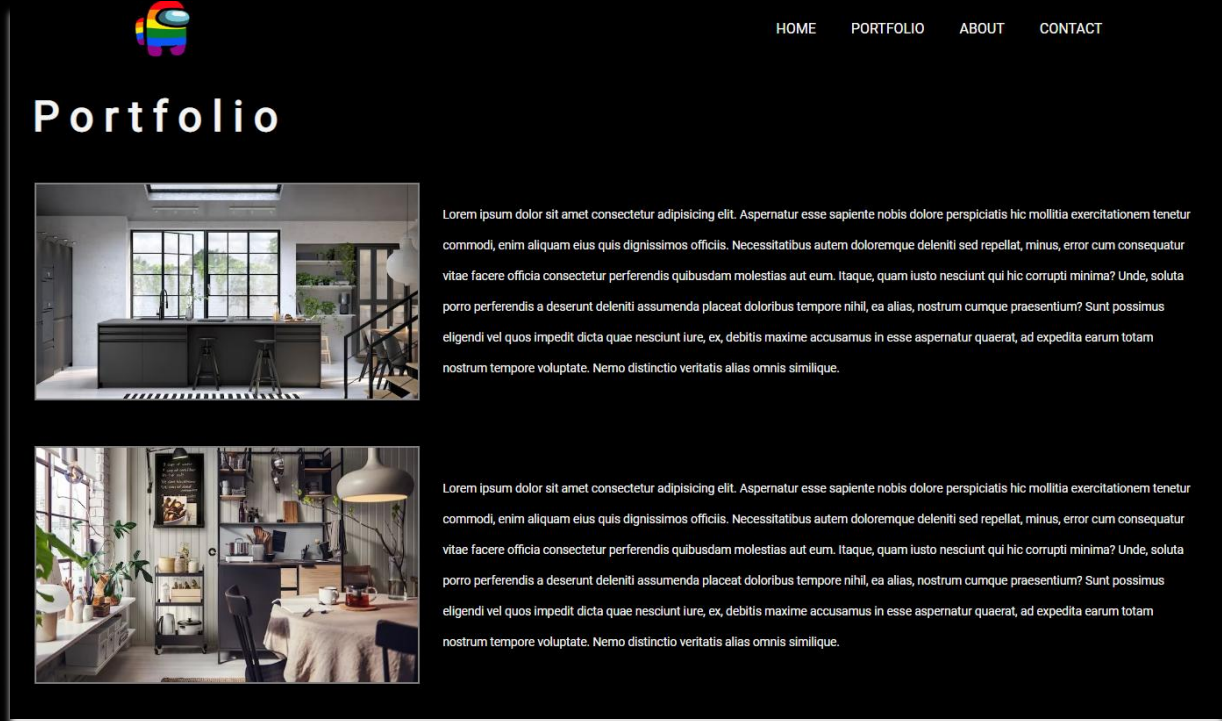 HOME PORTFOLIO ABOUT CONTACT
Portfolio
Lorem ipsum dolor sit amet consectetur adipisicing elit. Aspernatur esse sapiente nobis dolore perspiciatis hic mollitia exercitationem tenetur
commodi, enim aliquam eius quis dignissimos officiis. Necessitatibus autem doloremque deleniti sed repellat, minus, error cum consequatur
vitae facere officia consectetur perferendis quibusdam molestias aut eum. Itaque, quam iusto nesciunt qui hic corrupti minima? Unde, soluta
porro perferendis a deserunt deleniti assumenda placeat doloribus tempore nihil, ea alias, nostrum cumque praesentium? Sunt possimus
eligendi vel quos impedit dicta quae nesciunt iure, ex, debitis maxime accusamus in esse aspernatur quaerat, ad expedita earum totam
nostrum tempore voluptate. Nemo distinctio veritatis alias omnis similique.
Lorem ipsum dolor sit amet consectetur adipisicing elit. Aspernatur esse sapiente nobis dolore perspiciatis hic mollitia exercitationem tenetur
commodi, enim aliquam eius quis dignissimos officiis. Necessitatibus autem doloremque deleniti sed repellat, minus, error cum consequatur
vitae facere officia consectetur perferendis quibusdam molestias aut eum. Itaque, quam iusto nesciunt qui hic corrupti minima? Unde, soluta
porro perferendis a deserunt deleniti assumenda placeat doloribus tempore nihil, ea alias, nostrum cumque praesentium? Sunt possimus
eligendi vel quos impedit dicta quae nesciunt iure, ex, debitis maxime accusamus in esse aspernatur quaerat, ad expedita earum totam
nostrum tempore voluptate. Nemo distinctio veritatis alias omnis similique.